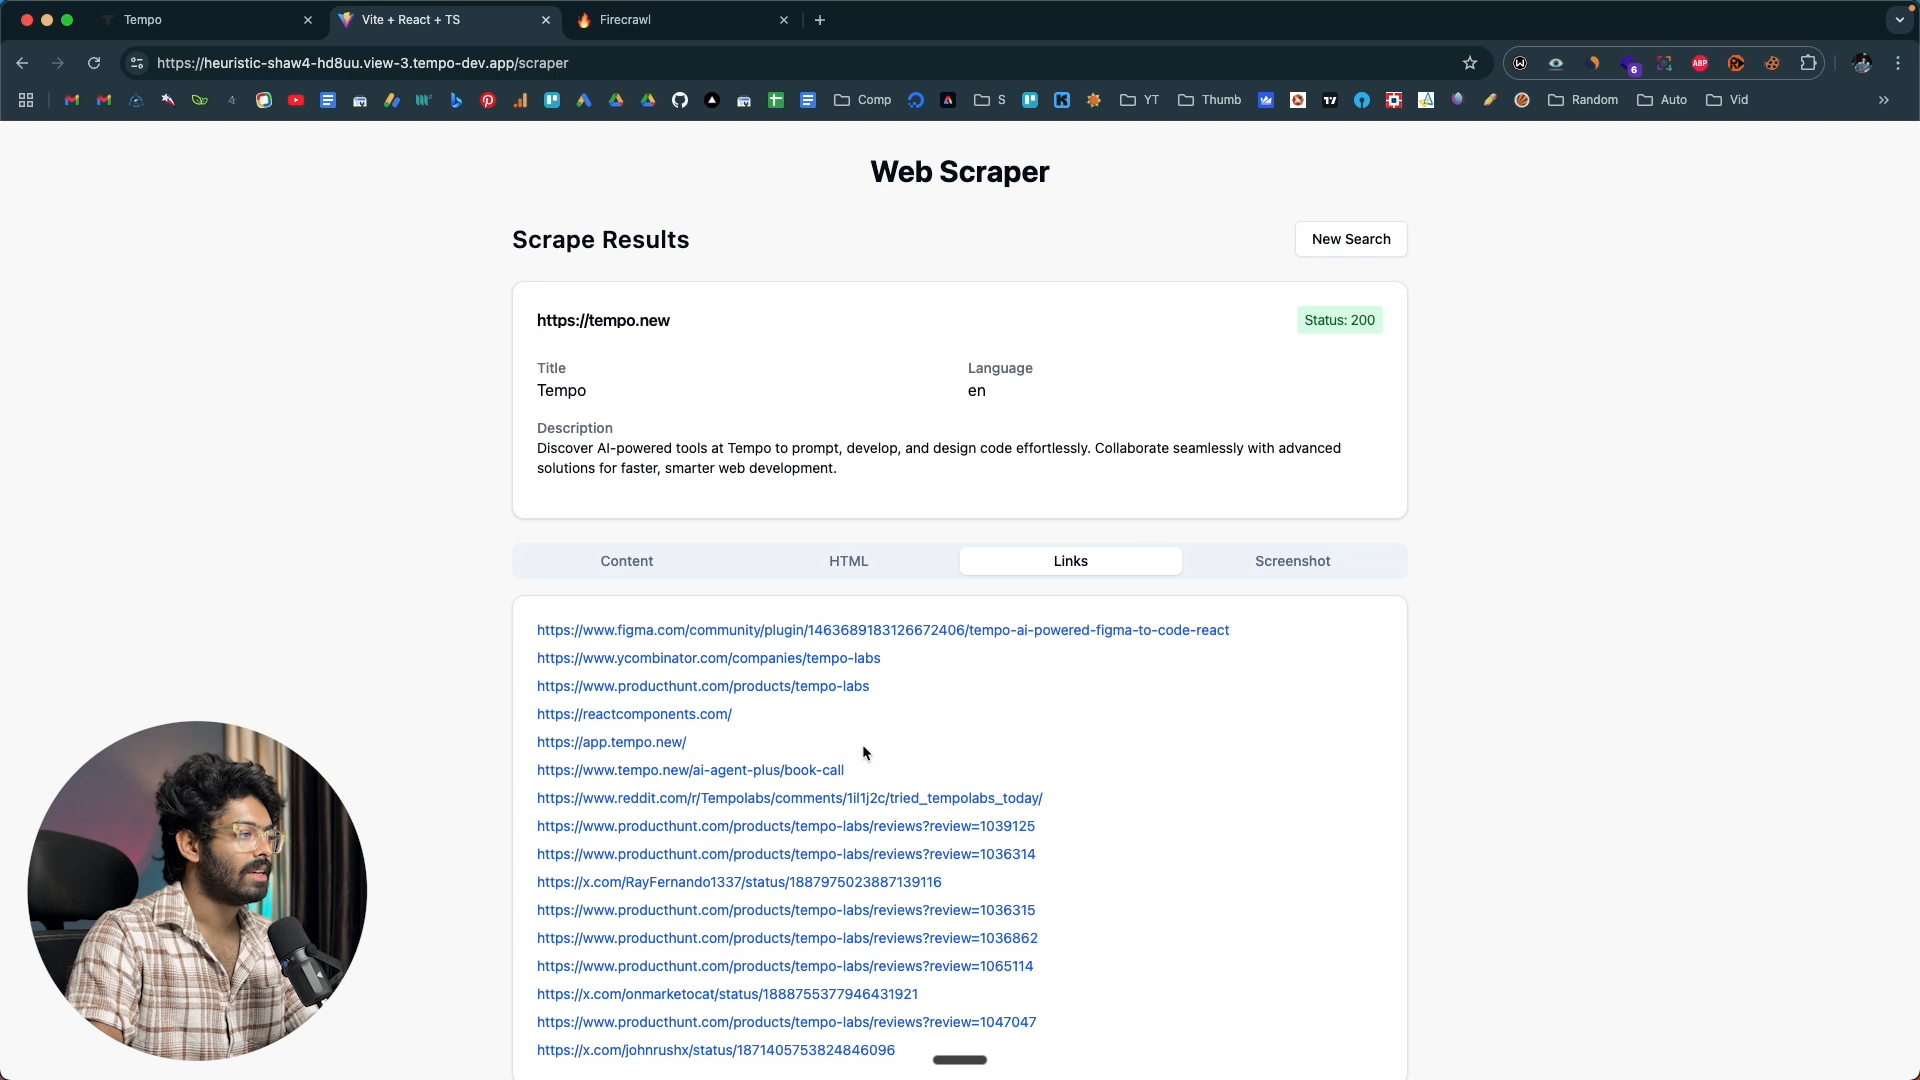 Tempo
Vite + React + TS
Firecrawl
https://heuristic-shaw4-hd8uu.view-3.tempo-dev.app/scraper
6
ABP
Comp
S
YT
Thumb
Random
Auto
Vid
Web Scraper
Scrape Results
New Search
https://tempo.new
Status: 200
Title
Language
Tempo
en
Description
Discover AI-powered tools at Tempo to prompt, develop, and design code effortlessly. Collaborate seamlessly with advanced
solutions for faster, smarter web development.
Content
HTML
Links
Screenshot
https://www.figma.com/community/plugin/1463689183126672406/tempo-ai-powered-figma-to-code-react
https://www.ycombinator.com/companies/tempo-labs
https://www.producthunt.com/products/tempo-labs
https://reactcomponents.com/
https://app.tempo.new/
https://www.tempo.new/ai-agent-plus/book-call
https://www.reddit.com/r/Tempolabs/comments/1il1j2c/tried_tempolabs_today/
https://www.producthunt.com/products/tempo-labs/reviews?review=1039125
https://www.producthunt.com/products/tempo-labs/reviews?review=1036314
https://x.com/RayFernando1337/status/1887975023887139116
https://www.producthunt.com/products/tempo-labs/reviews?review=1036315
https://www.producthunt.com/products/tempo-labs/reviews?review=1036862
https://www.producthunt.com/products/tempo-labs/reviews?review=1065114
https://x.com/onmarketocat/status/1888755377946431921
https://www.producthunt.com/products/tempo-labs/reviews?review=1047047
https://x.com/johnrushx/status/1871405753824846096